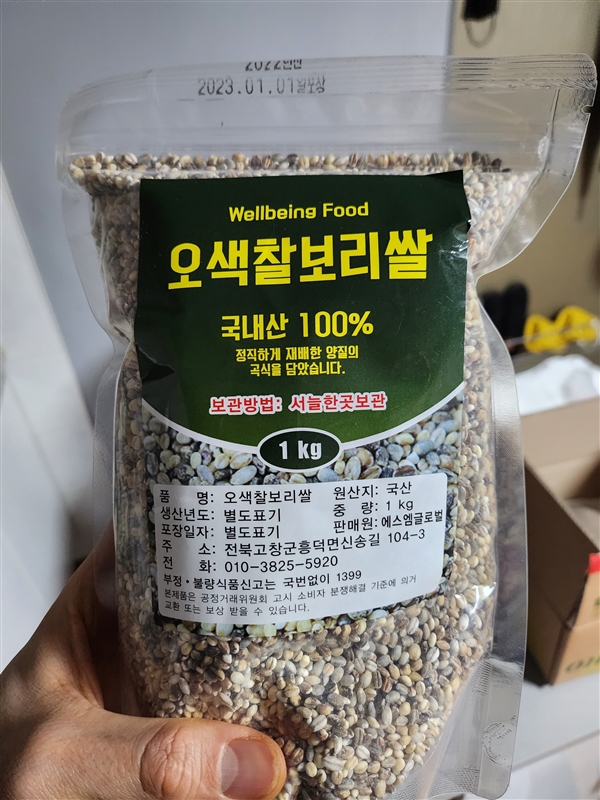 2022년산
2023.01.01일포장
Wellbeing Food
오색찰보리쌀
국내산 100%
정직하게 재배한 양질의
곡식을 담았습니다.
보관방법: 서늘한곳보관
1 kg
품 명: 오색찰보리쌀 원산지: 국산
생산년도: 별도표기 중 량: 1 kg
포장일자: 별도표기 판매원: 에스엠글로벌
주 소: 전북고창군흥덕면신송길 104-3
전 화: 010-3825-5920
부정·불량식품신고는 국번없이 1399
본제품은 공정거래위원회 고시 소비자 분쟁해결 기준에 의거
교환 또는 보상 받을 수 있습니다.